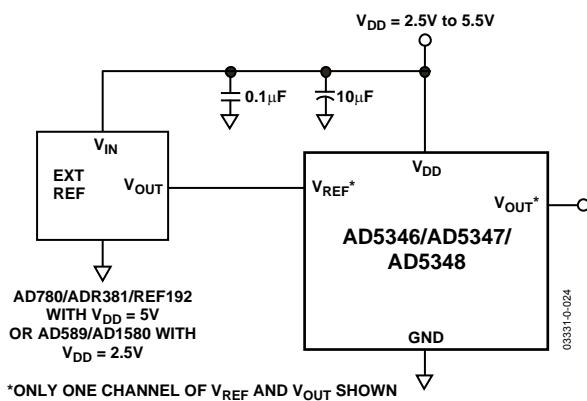 V_DD = 2.5V to 5.5V
0.1μF
10μF
V_IN
EXT
REF
V_OUT
V_REF*
V_DD
V_OUT*
AD5346/AD5347/
AD5348
GND
AD780/ADR381/REF192
WITH V_DD = 5V
OR AD589/AD1580 WITH
V_DD = 2.5V
03331-0-024
*ONLY ONE CHANNEL OF V_REF AND V_OUT SHOWN